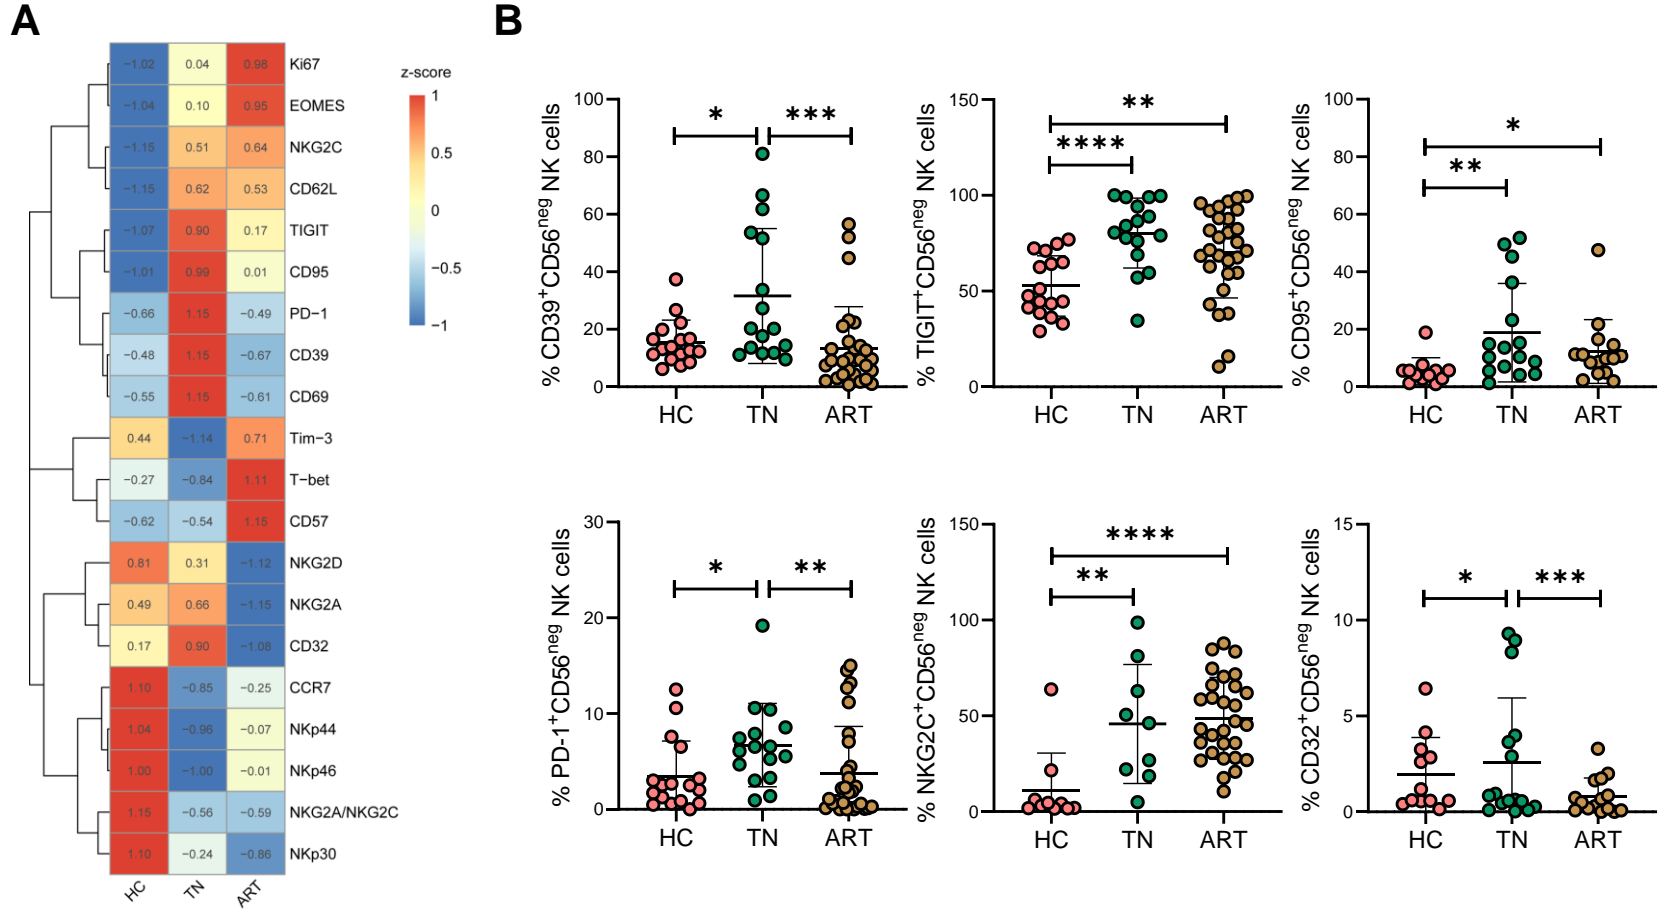 A
B
−1.02 0.04 0.98 Ki67
−1.04 0.10 0.95 EOMES
−1.15 0.51 0.64 NKG2C
−1.15 0.62 0.53 CD62L
−1.07 0.90 0.17 TIGIT
−1.01 0.99 0.01 CD95
−0.66 1.15 −0.49 PD−1
−0.48 1.15 −0.67 CD39
−0.55 1.15 −0.61 CD69
0.44 −1.14 0.71 Tim−3
−0.27 −0.84 1.11 T−bet
−0.62 −0.54 1.15 CD57
0.81 0.31 −1.12 NKG2D
0.49 0.66 −1.15 NKG2A
0.17 0.90 −1.08 CD32
1.10 −0.85 −0.25 CCR7
1.04 −0.96 −0.07 NKp44
1.00 −1.00 −0.01 NKp46
1.15 −0.56 −0.59 NKG2A/NKG2C
1.10 −0.24 −0.86 NKp30
HC TN ART
z-score
1
0.5
0
−0.5
−1
% CD39+CD56neg NK cells
100
80
60
40
20
0
* ***
HC TN ART
% TIGIT+CD56neg NK cells
150
100
50
0
**
****
HC TN ART
% CD95+CD56neg NK cells
100
80
60
40
20
0
*
**
HC TN ART
% PD-1+CD56neg NK cells
30
20
10
0
* **
HC TN ART
% NKG2C+CD56neg NK cells
150
100
50
0
****
**
HC TN ART
% CD32+CD56neg NK cells
15
10
5
0
* ***
HC TN ART